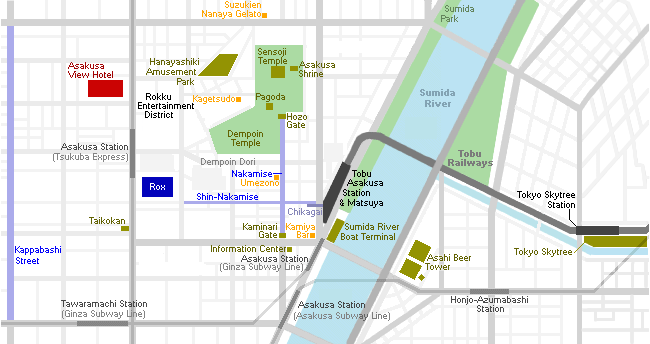 Suzukien
Nanaya Gelato
Sumida
Park
Sensoji
Temple
Hanayashiki
Amusement
Park
Asakusa
Shrine
Asakusa
View Hotel
Rokku
Entertainment
District
Kagetsudo
Pagoda
Hozo
Gate
Sumida
River
Dempoin
Temple
Asakusa Station
(Tsukuba Express)
Dempoin Dori
Tobu
Railways
Nakamise
Umezono
Rox
Shin-Nakamise
Tobu
Asakusa
Station
& Matsuya
Chikagai
Tokyo Skytree
Station
Taikokan
Kaminari
Gate
Kamiya
Bar
Sumida River
Boat Terminal
Information Center
Kappabashi
Street
Asakusa Station
(Ginza Subway Line)
Asahi Beer
Tower
Tokyo Skytree
Tawaramachi Station
(Ginza Subway Line)
Asakusa Station
(Asakusa Subway Line)
Honjo-Azumabashi
Station